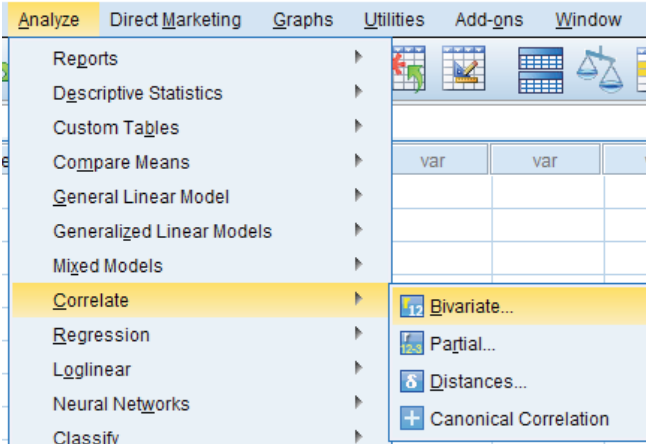 Analyze Direct Marketing Graphs Utilities Add-ons Window
Reports
Descriptive Statistics
Custom Tables
Compare Means
var var
General Linear Model
Generalized Linear Models
Mixed Models
Correlate
Bivariate...
Regression
Partial...
Loglinear
Distances...
Neural Networks
Canonical Correlation
Classify